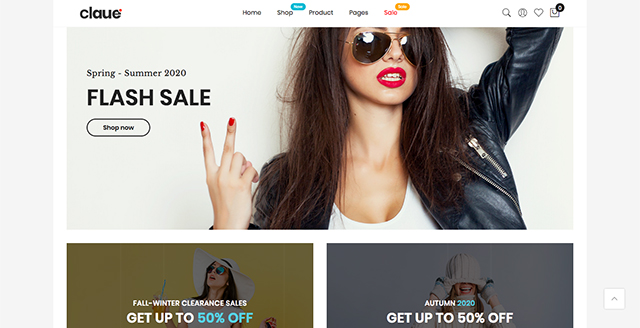 claue
Home Shop New Product Pages Sale Sale
0
Spring - Summer 2020
FLASH SALE
Shop now
FALL-WINTER CLEARANCE SALES
GET UP TO 50% OFF
AUTUMN 2020
GET UP TO 50% OFF